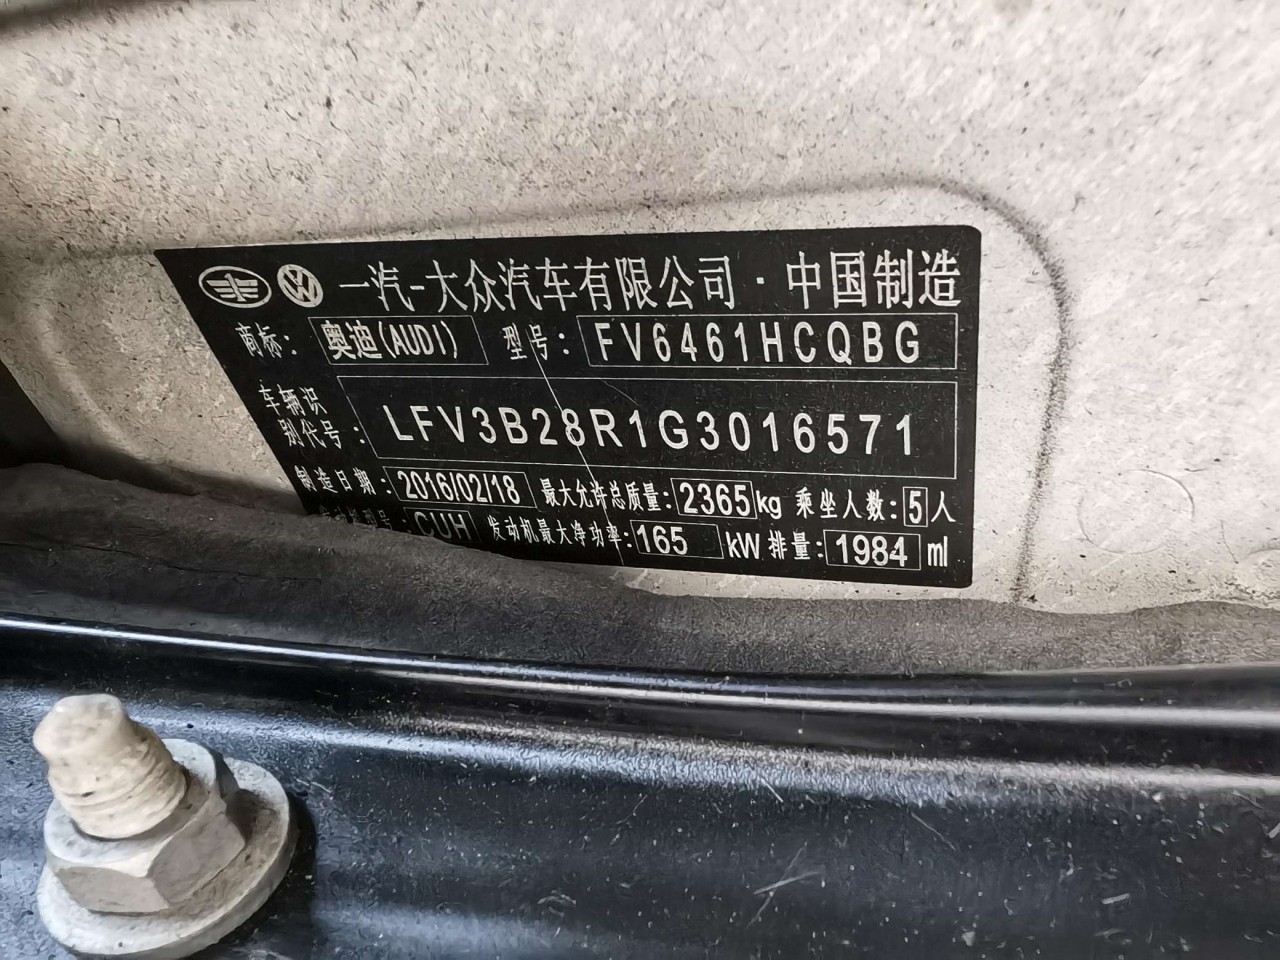 一汽-大众汽车有限公司·中国制造
商标: 奥迪(AUDI) 型号: FV6461HCQBG
车辆识别代号: LFV3B28R1G3016571
制造日期: 2016/02/18 最大允许总质量: 2365kg 乘坐人数: 5人
型号: CUH 发动机最大净功率: 165 kW 排量: 1984 ml